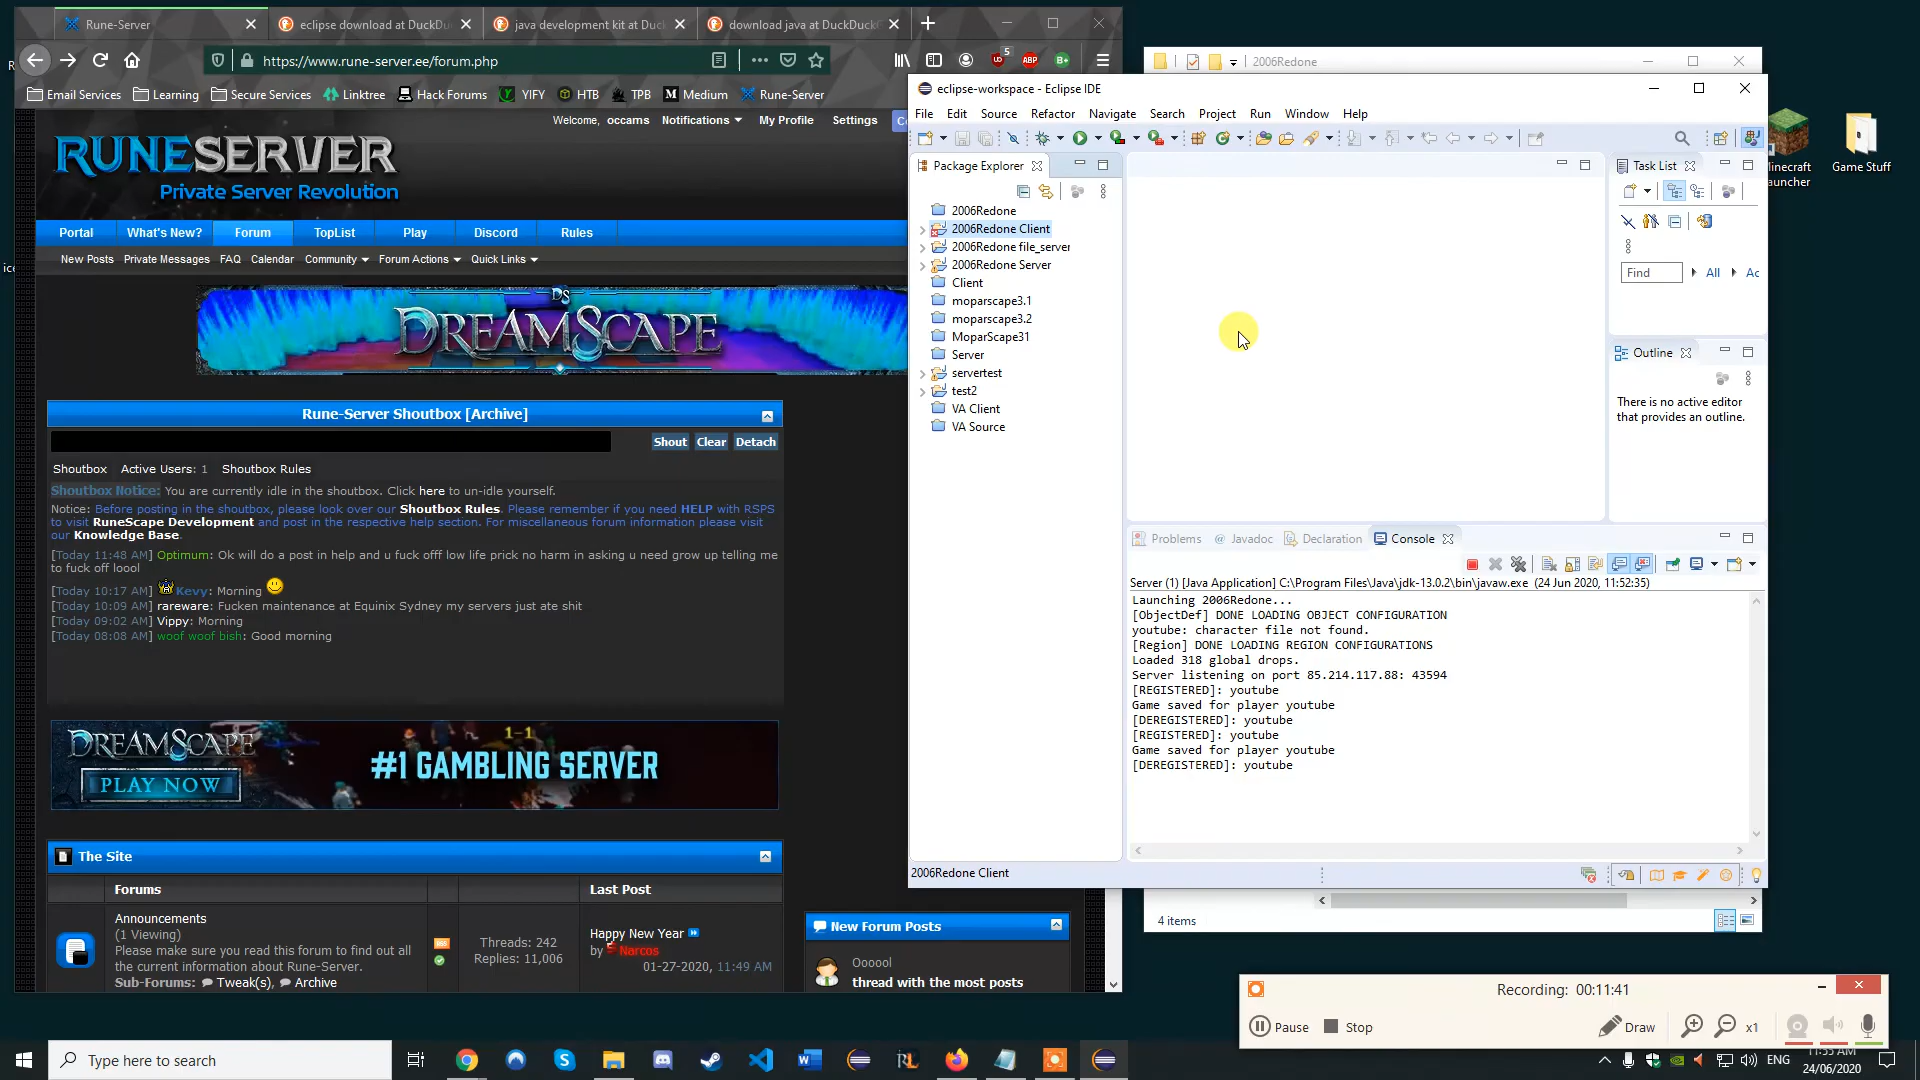 Rune-Server
eclipse download at DuckDuck
java development kit at Duck
download java at DuckDuck
https://www.rune-server.ee/forum.php
5
Email Services
Learning
Secure Services
Linktree
Hack Forums
YIFY
HTB
TPB
Medium
Rune-Server
RUNESERVER
Private Server Revolution
Welcome, occams Notifications My Profile Settings
Portal What's New? Forum TopList Play Discord Rules
New Posts Private Messages FAQ Calendar Community Forum Actions Quick Links
DS
DREAMSCAPE
Rune-Server Shoutbox [Archive]
Shout Clear Detach
Shoutbox Active Users: 1 Shoutbox Rules
Shoutbox Notice: You are currently idle in the shoutbox. Click here to un-idle yourself.
Notice: Before posting in the shoutbox, please look over our Shoutbox Rules. Please remember if you need HELP with RSPS
to visit RuneScape Development and post in the respective help section. For miscellaneous forum information please visit
our Knowledge Base.
[Today 11:48 AM] Optimum: Ok will do a post in help and u fuck offf low life prick no harm in asking u need grow up telling me
to fuck off loool
[Today 10:17 AM] Kevy: Morning
[Today 10:09 AM] rareware: Fucken maintenance at Equinix Sydney my servers just ate shit
[Today 09:02 AM] Vippy: Morning
[Today 08:08 AM] woof woof bish: Good morning
DREAMSCAPE
PLAY NOW
1-1
#1 GAMBLING SERVER
The Site
Forums
Last Post
Announcements
(1 Viewing)
Please make sure you read this forum to find out all
the current information about Rune-Server.
Sub-Forums: Tweak(s), Archive
Threads: 242
Replies: 11,006
Happy New Year
by Narcos
01-27-2020, 11:49 AM
New Forum Posts
Oooool
thread with the most posts
2006Redone
eclipse-workspace - Eclipse IDE
File Edit Source Refactor Navigate Search Project Run Window Help
Package Explorer
2006Redone
2006Redone Client
2006Redone file_server
2006Redone Server
Client
moparscape3.1
moparscape3.2
MoparScape31
Server
servertest
test2
VA Client
VA Source
Task List
Find
All
Ac
Outline
There is no active editor
that provides an outline.
Problems
Javadoc
Declaration
Console
Server (1) [Java Application] C:\Program Files\Java\jdk-13.0.2\bin\javaw.exe (24 Jun 2020, 11:52:35)
Launching 2006Redone...
[ObjectDef] DONE LOADING OBJECT CONFIGURATION
youtube: character file not found.
[Region] DONE LOADING REGION CONFIGURATIONS
Loaded 318 global drops.
Server listening on port 85.214.117.88: 43594
[REGISTERED]: youtube
Game saved for player youtube
[DEREGISTERED]: youtube
[REGISTERED]: youtube
Game saved for player youtube
[DEREGISTERED]: youtube
2006Redone Client
4 items
Minecraft
Game Stuff
Recording: 00:11:41
Pause
Stop
Draw
x1
Type here to search
ENG
11:53 AM
24/06/2020